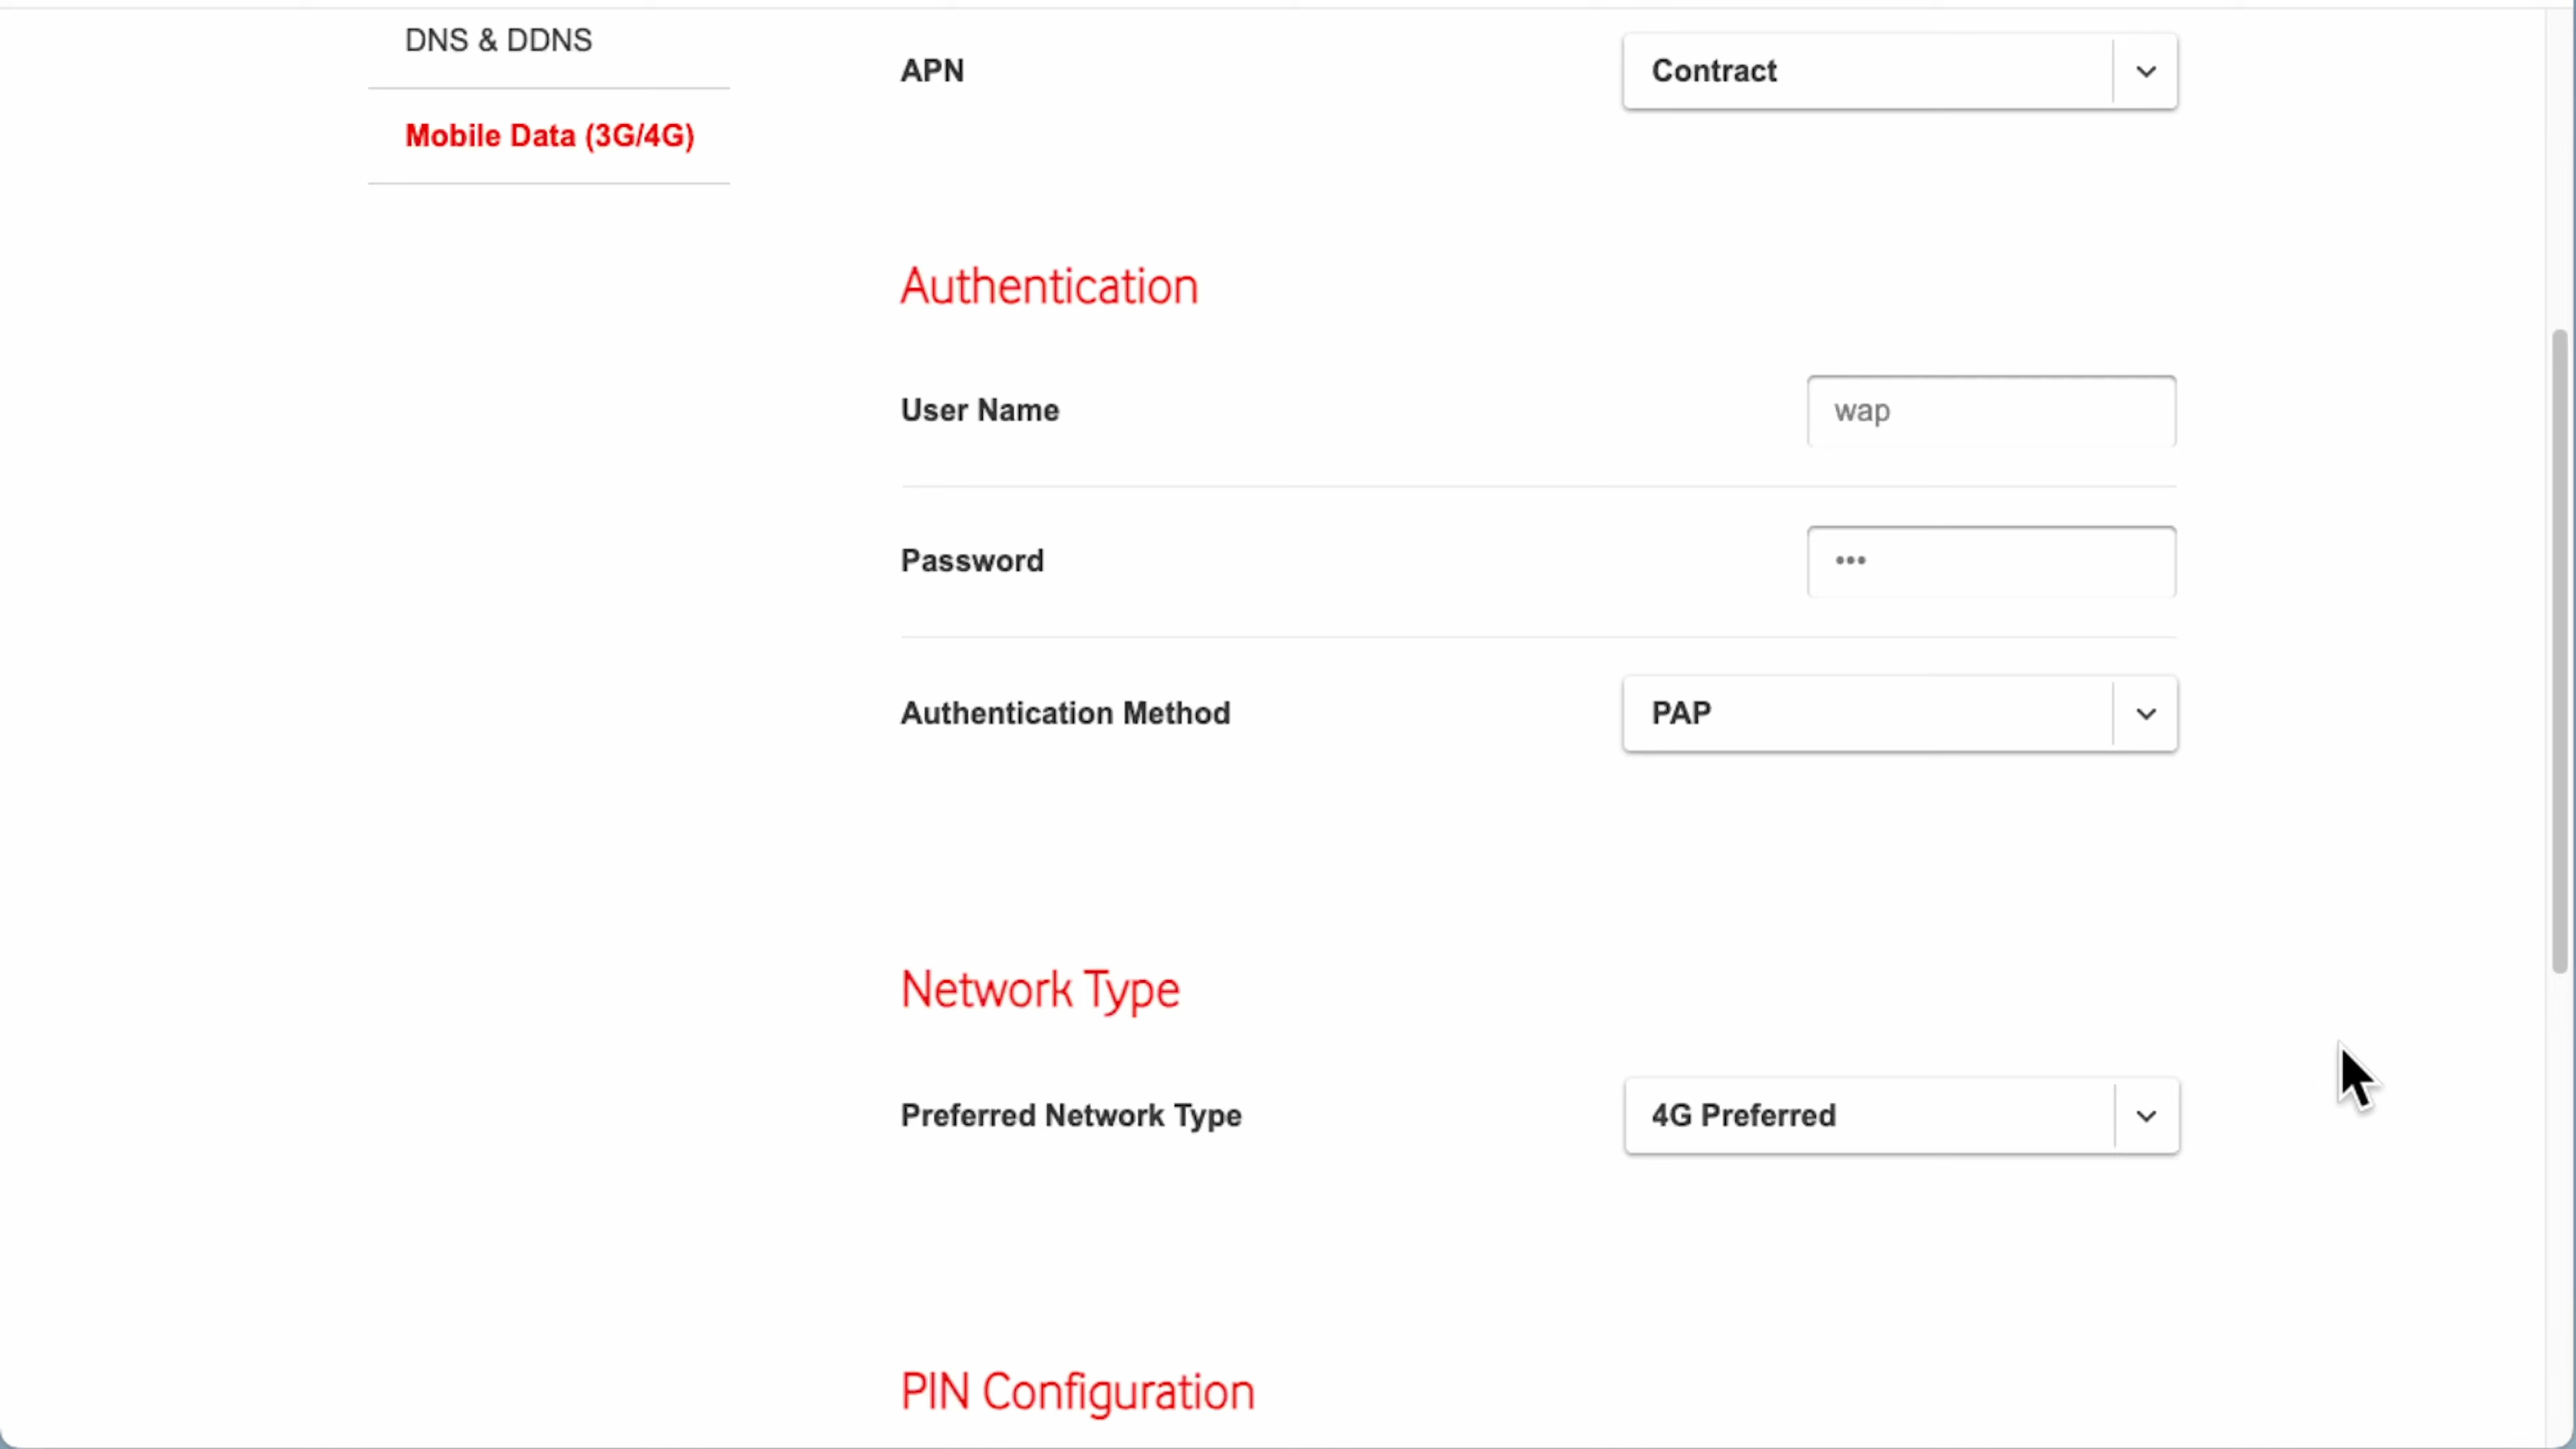 DNS & DDNS
Mobile Data (3G/4G)
APN
Contract
Authentication
User Name
wap
Password
•••
Authentication Method
PAP
Network Type
Preferred Network Type
4G Preferred
PIN Configuration